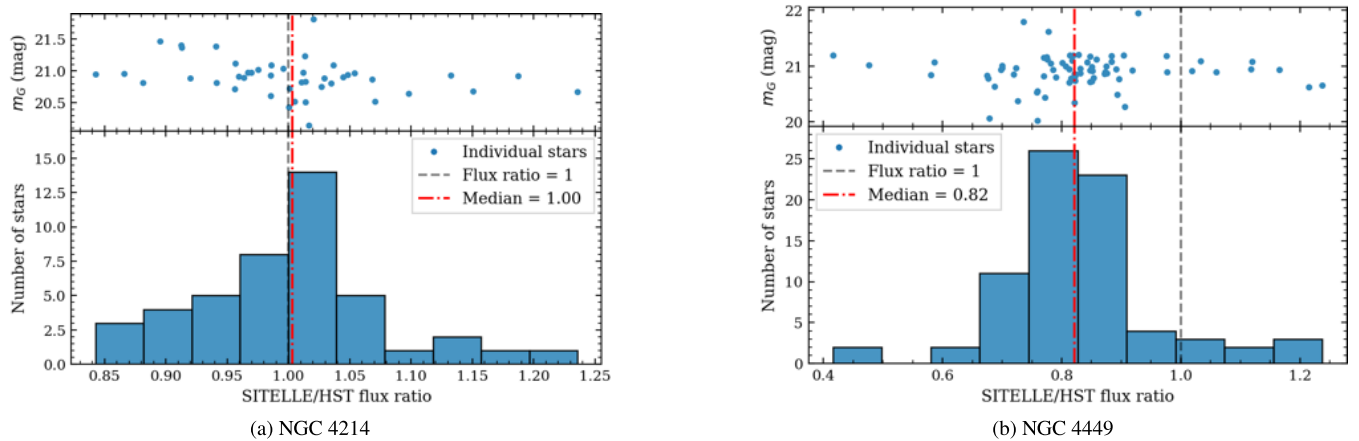 21.5
21.0
20.5
m_G (mag)
15.0
12.5
10.0
7.5
5.0
2.5
0.0
Number of stars
Individual stars
Flux ratio = 1
Median = 1.00
0.85 0.90 0.95 1.00 1.05 1.10 1.15 1.20 1.25
SITELLE/HST flux ratio
(a) NGC 4214
22
21
20
m_G (mag)
25
20
15
10
5
0
Number of stars
Individual stars
Flux ratio = 1
Median = 0.82
0.4 0.6 0.8 1.0 1.2
SITELLE/HST flux ratio
(b) NGC 4449